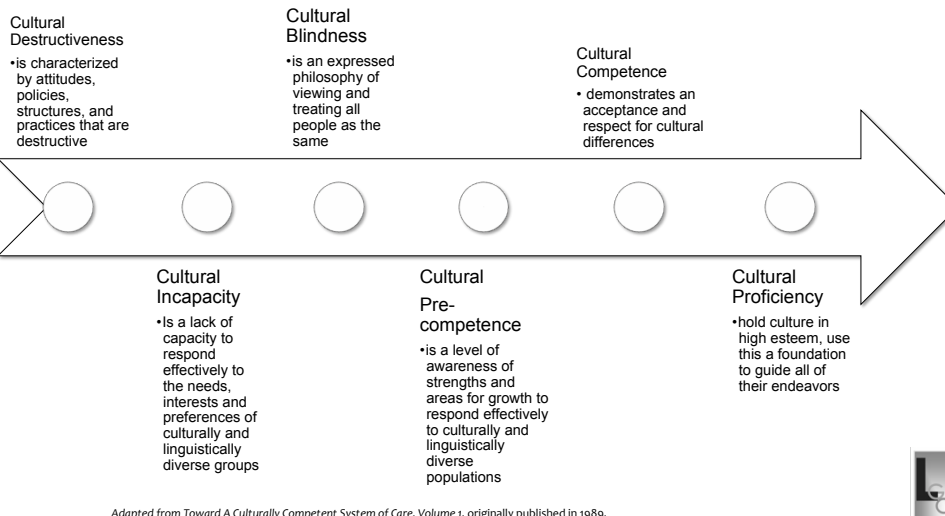 Cultural
Destructiveness
•is characterized
by attitudes,
policies,
structures, and
practices that are
destructive
Cultural
Incapacity
•Is a lack of
capacity to
respond
effectively to
the needs,
interests and
preferences of
culturally and
linguistically
diverse groups
Cultural
Blindness
•is an expressed
philosophy of
viewing and
treating all
people as the
same
Cultural
Pre-
competence
•is a level of
awareness of
strengths and
areas for growth to
respond effectively
to culturally and
linguistically
diverse
populations
Cultural
Competence
• demonstrates an
acceptance and
respect for cultural
differences
Cultural
Proficiency
•hold culture in
high esteem, use
this a foundation
to guide all of
their endeavors
Adapted from Toward A Culturally Competent System of Care, Volume 1, originally published in 1989.